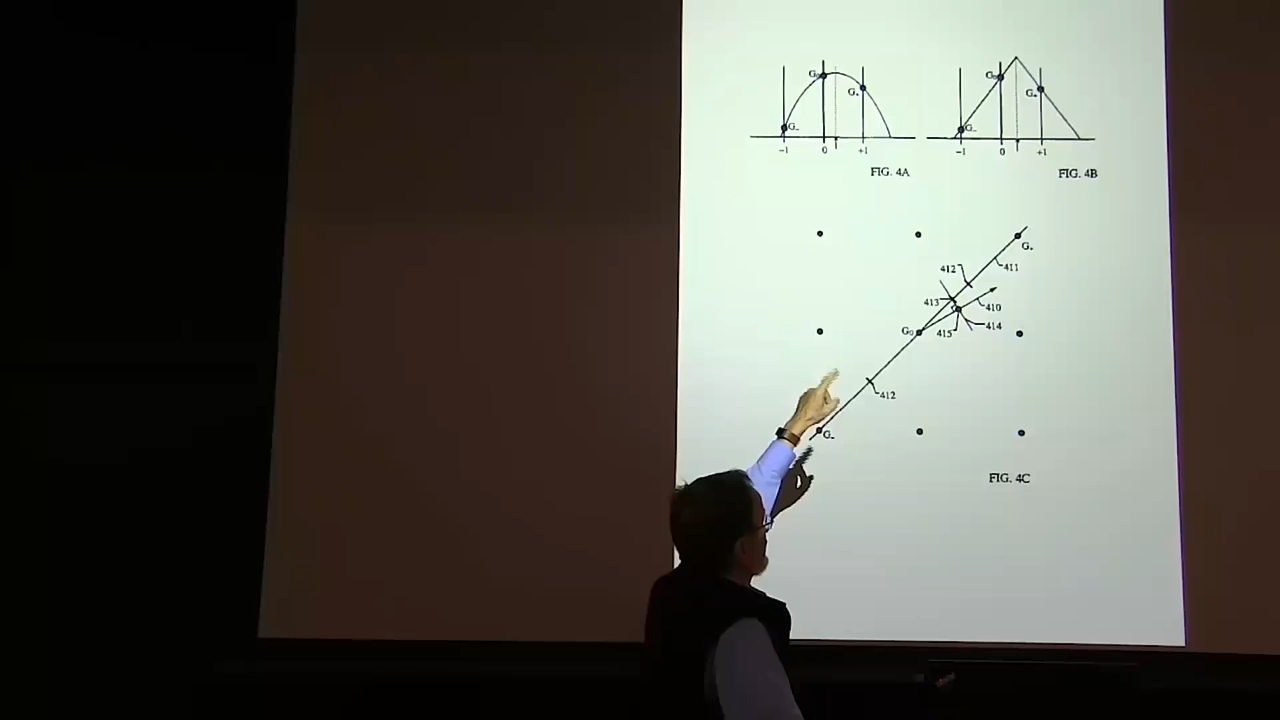 G₀ G₊ G₋
-1 0 +1
FIG. 4A
G₀ G₊ G₋
-1 0 +1
FIG. 4B
G₊
412 411
413 410
G₀ 415 414
412
G₋
FIG. 4C